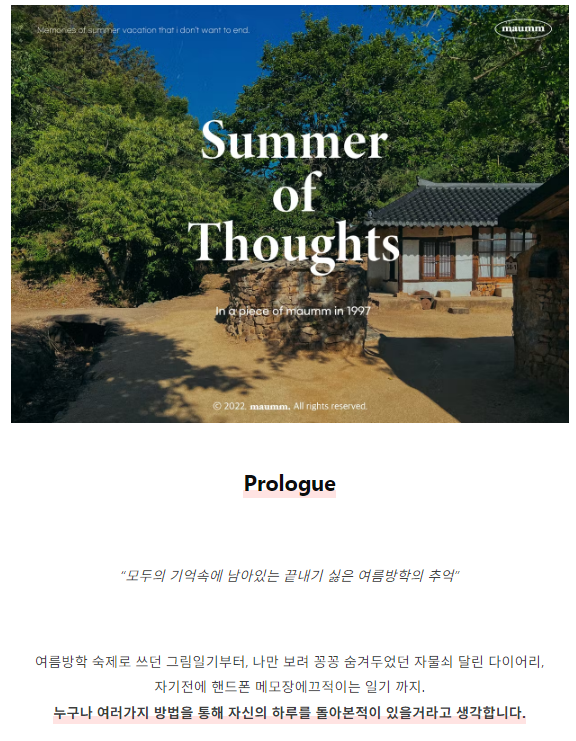 Memories of summer vacation that i don't want to end.
maumm
Summer
of
Thoughts
In a piece of maumm in 1997
© 2022. maumm. All rights reserved.
Prologue
“모두의 기억속에 남아있는 끝내기 싫은 여름방학의 추억”
여름방학 숙제로 쓰던 그림일기부터, 나만 보려 꽁꽁 숨겨두었던 자물쇠 달린 다이어리,
자기전에 핸드폰 메모장에끄적이는 일기 까지.
누구나 여러가지 방법을 통해 자신의 하루를 돌아본적이 있을거라고 생각합니다.